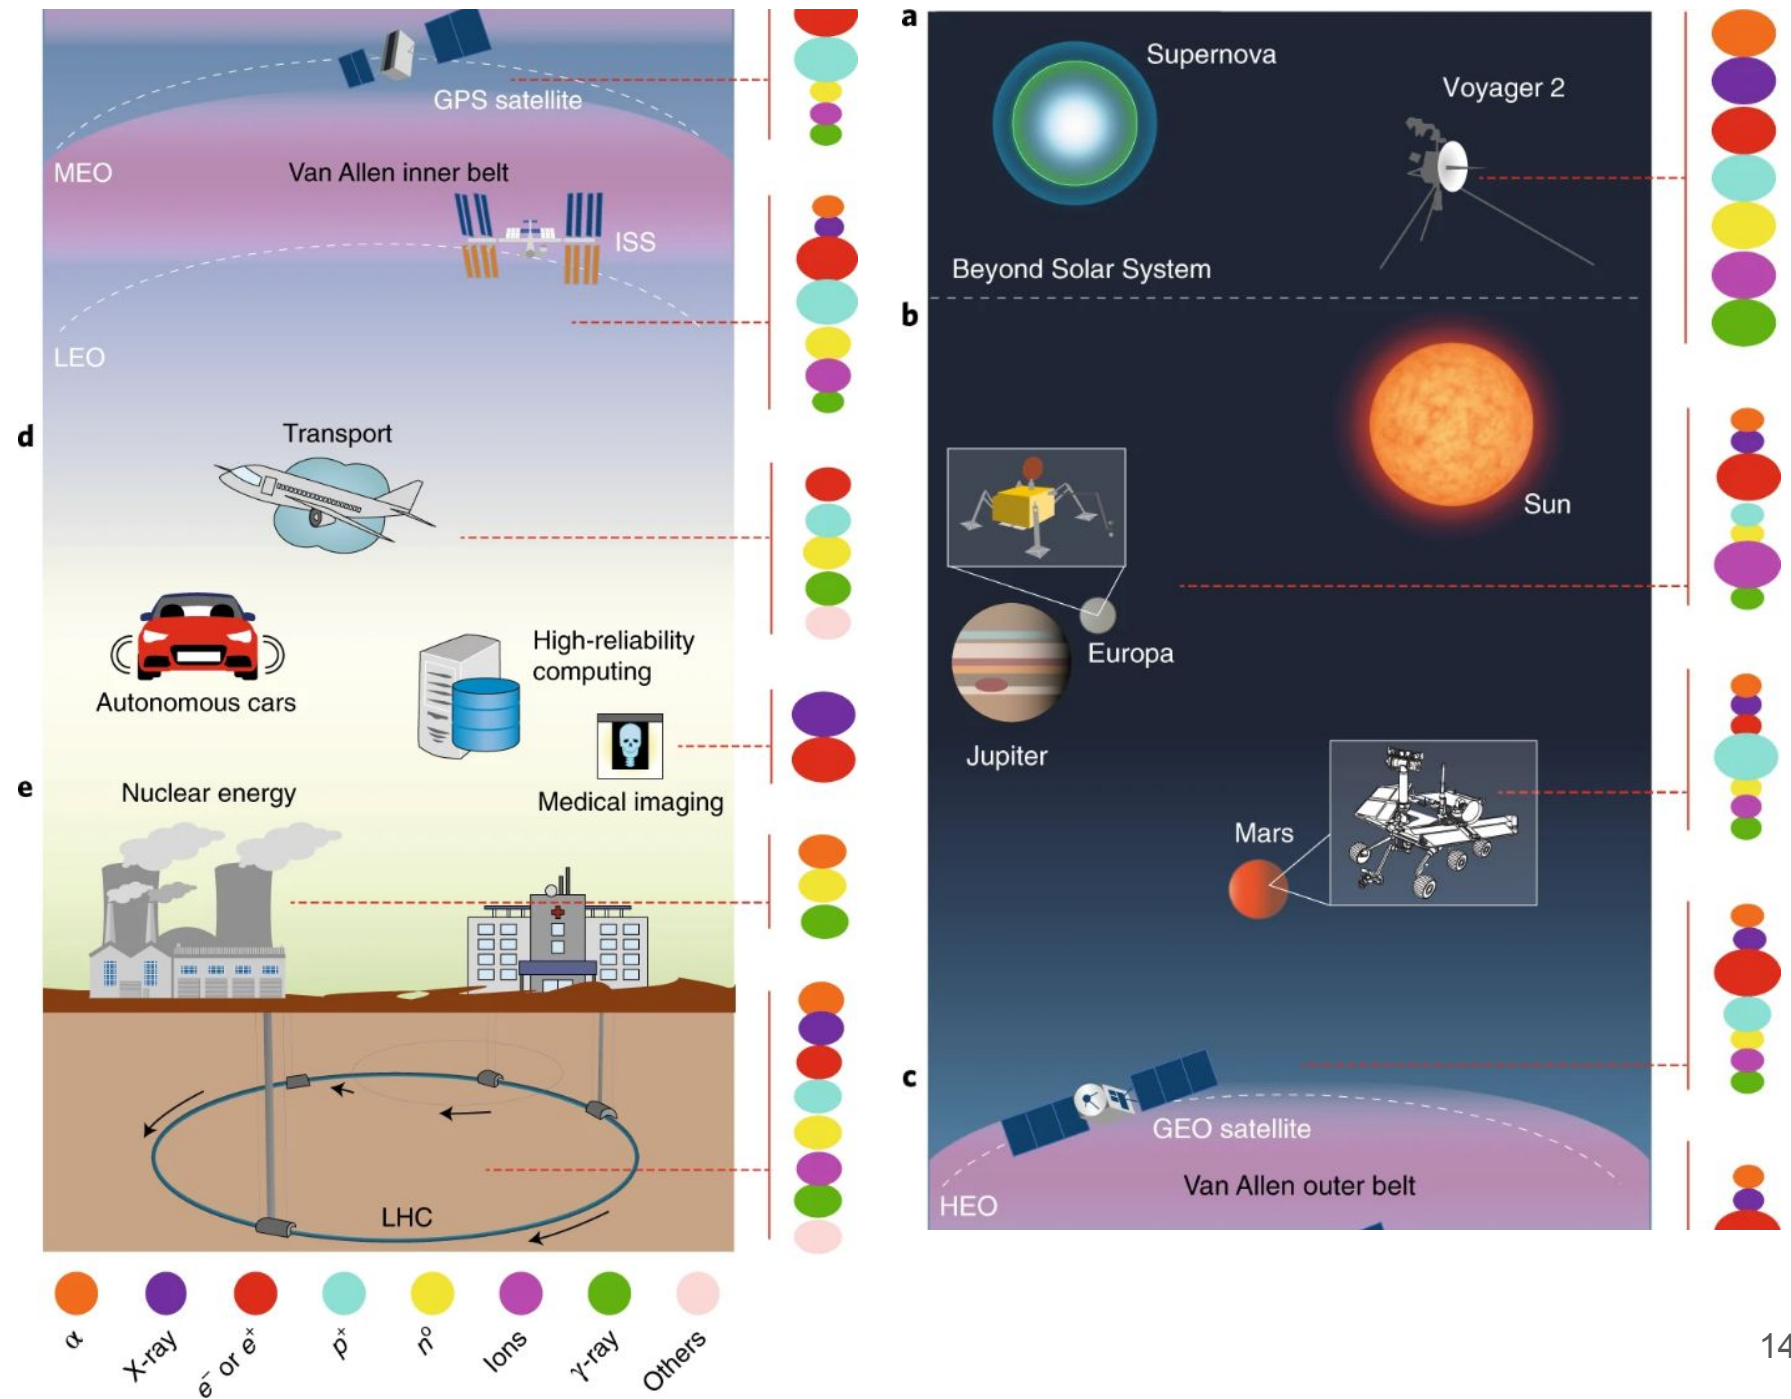 GPS satellite
MEO
Van Allen inner belt
ISS
LEO
d
Transport
High-reliability
computing
Autonomous cars
e
Nuclear energy
Medical imaging
LHC
α
X-ray
e⁻ or e⁺
p⁺
n⁰
Ions
γ-ray
Others
a
Supernova
Voyager 2
Beyond Solar System
b
Sun
Europa
Jupiter
Mars
c
GEO satellite
Van Allen outer belt
HEO
14